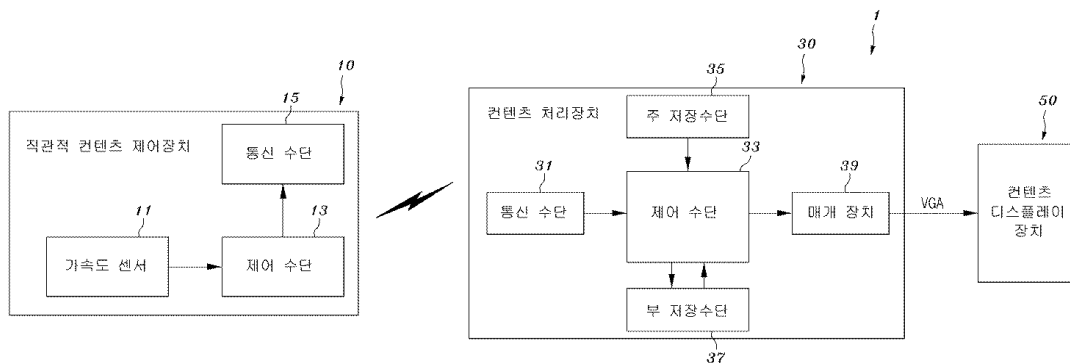 1
10
직관적 컨텐츠 제어장치
15
통신 수단
11
가속도 센서
13
제어 수단
30
컨텐츠 처리장치
35
주 저장수단
31
통신 수단
33
제어 수단
39
매개 장치
부 저장수단
37
VGA
50
컨텐츠
디스플레이
장치